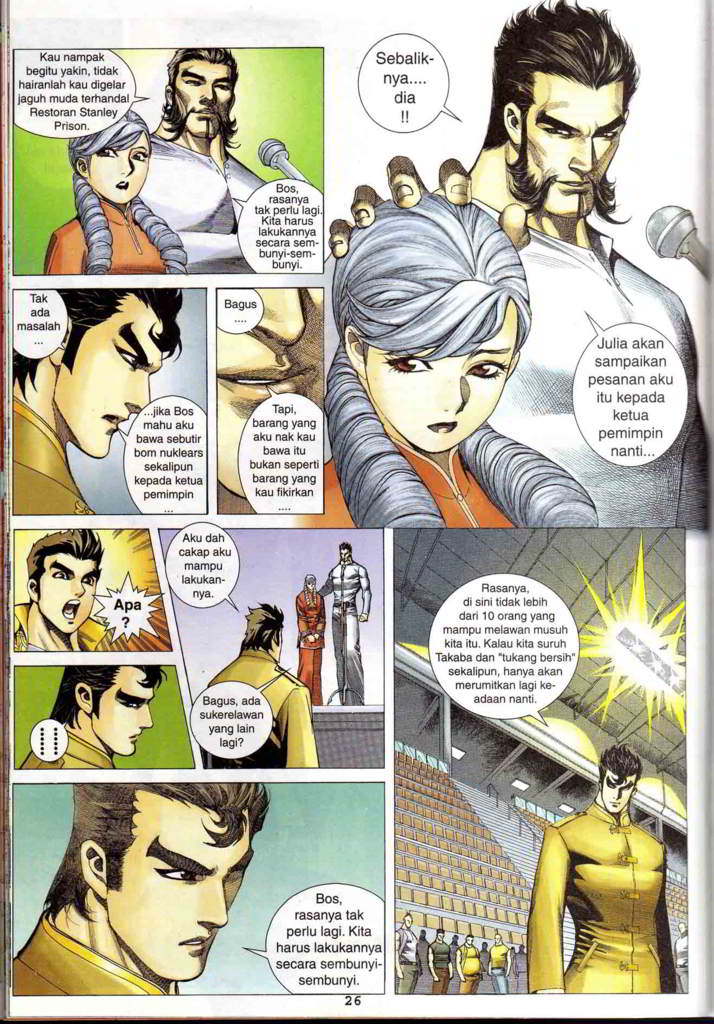 Kau nampak
begitu yakin, tidak
hairanlah kau digelar
jaguh muda terhandal
Restoran Stanley
Prison.
Bos,
rasanya
tak perlu lagi.
Kita harus
lakukannya
secara sem-
bunyi-sem-
bunyi.
Sebalik-
nya....
dia
!!
Julia akan
sampaikan
pesanan aku
itu kepada
ketua
pemimpin
nanti...
Tak
ada
masalah
...
...jika Bos
mahu aku
bawa sebutir
bom nuklears
sekalipun
kepada ketua
pemimpin
...
Bagus
....
Tapi,
barang yang
aku nak kau
bawa itu
bukan seperti
barang yang
kau fikirkan
....
Apa
?
!!
Aku dah
cakap aku
mampu
lakukan-
nya.
Bagus, ada
sukerelawan
yang lain
lagi?
Rasanya,
di sini tidak lebih
dari 10 orang yang
mampu melawan musuh
kita itu. Kalau kita suruh
Takaba dan "tukang bersih"
sekalipun, hanya akan
merumitkan lagi ke-
adaan nanti.
Bos,
rasanya tak
perlu lagi. Kita
harus lakukannya
secara sembunyi-
sembunyi.
26